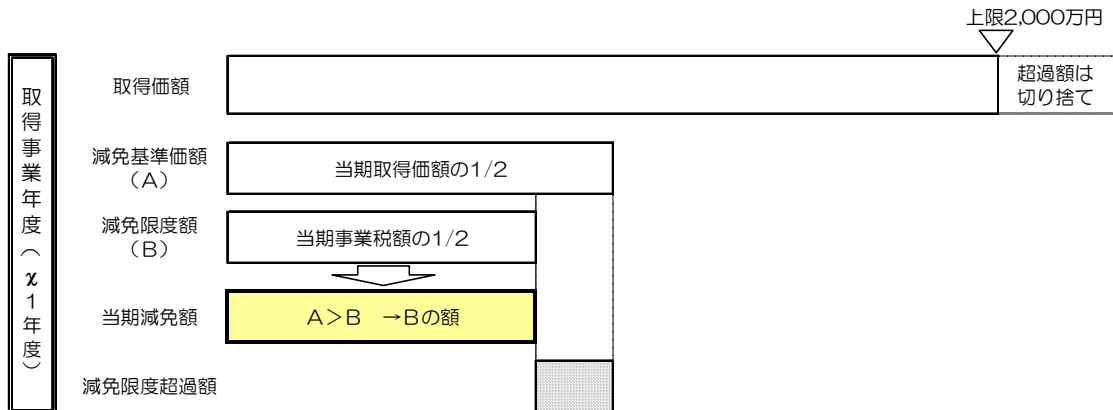 上限2,000万円
取得事業年度(χ1年度)
取得価額
超過額は
切り捨て
減免基準価額
(A)
当期取得価額の1/2
減免限度額
(B)
当期事業税額の1/2
当期減免額
A>B →Bの額
減免限度超過額